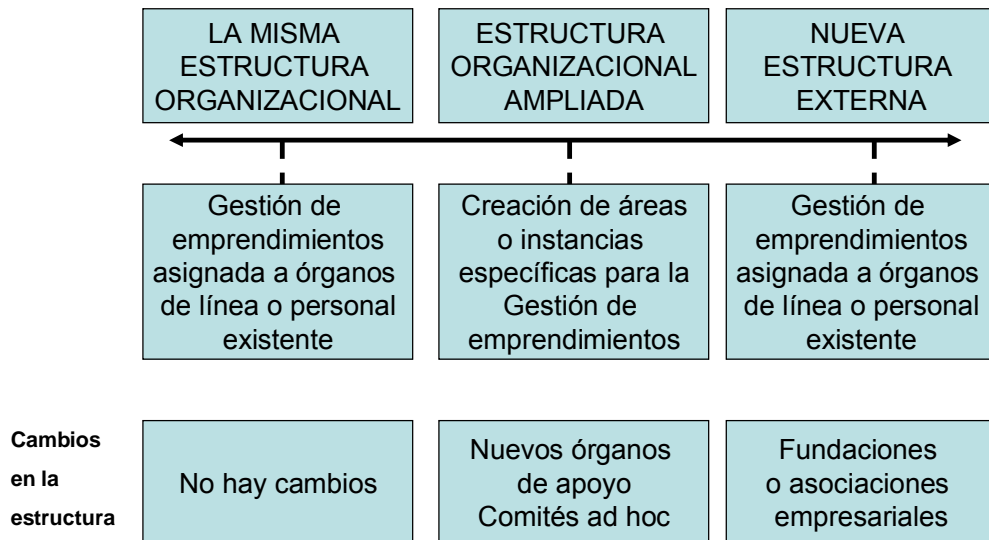 LA MISMA
ESTRUCTURA
ORGANIZACIONAL
ESTRUCTURA
ORGANIZACIONAL
AMPLIADA
NUEVA
ESTRUCTURA
EXTERNA
Gestión de
emprendimientos
asignada a órganos
de línea o personal
existente
Creación de áreas
o instancias
específicas para la
Gestión de
emprendimientos
Gestión de
emprendimientos
asignada a órganos
de línea o personal
existente
Cambios
en la
estructura
No hay cambios
Nuevos órganos
de apoyo
Comités ad hoc
Fundaciones
o asociaciones
empresariales